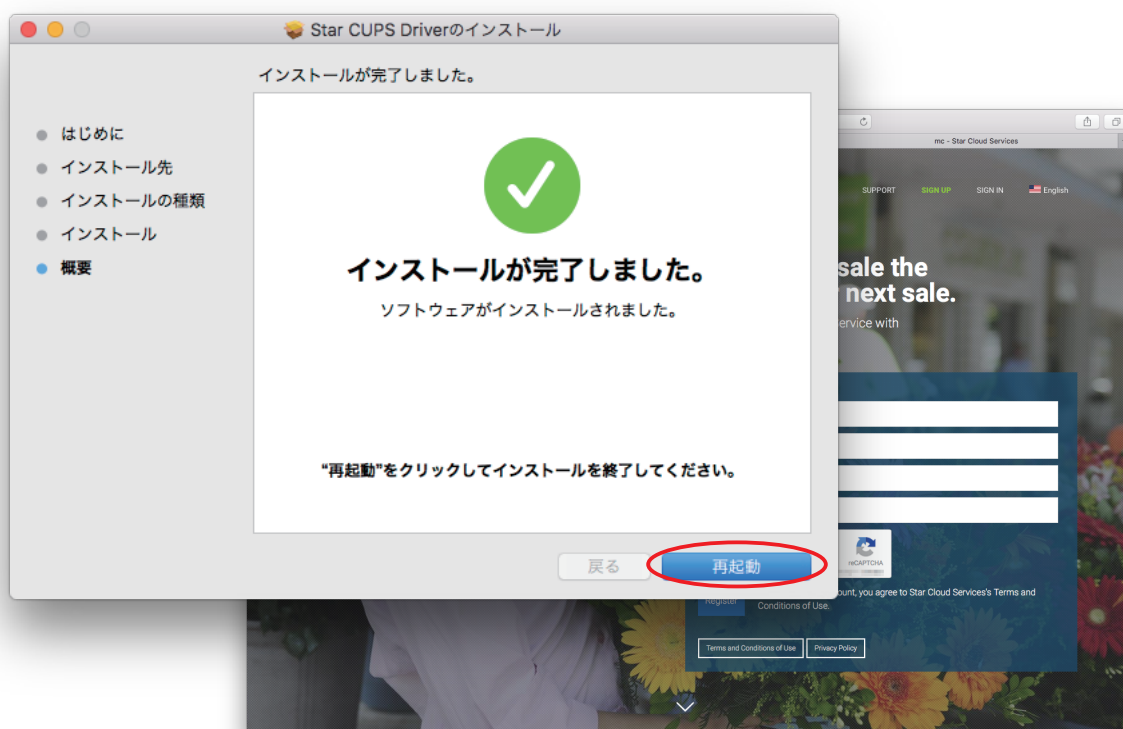 Star CUPS Driverのインストール
インストールが完了しました。
はじめに
インストール先
インストールの種類
インストール
概要
インストールが完了しました。
ソフトウェアがインストールされました。
“再起動”をクリックしてインストールを終了してください。
戻る
再起動
mc - Star Cloud Services
SUPPORT
SIGN UP
SIGN IN
English
sale the
next sale.
ervice with
reCAPTCHA
Register
ount, you agree to Star Cloud Services's Terms and
Conditions of Use.
Terms and Conditions of Use
Privacy Policy